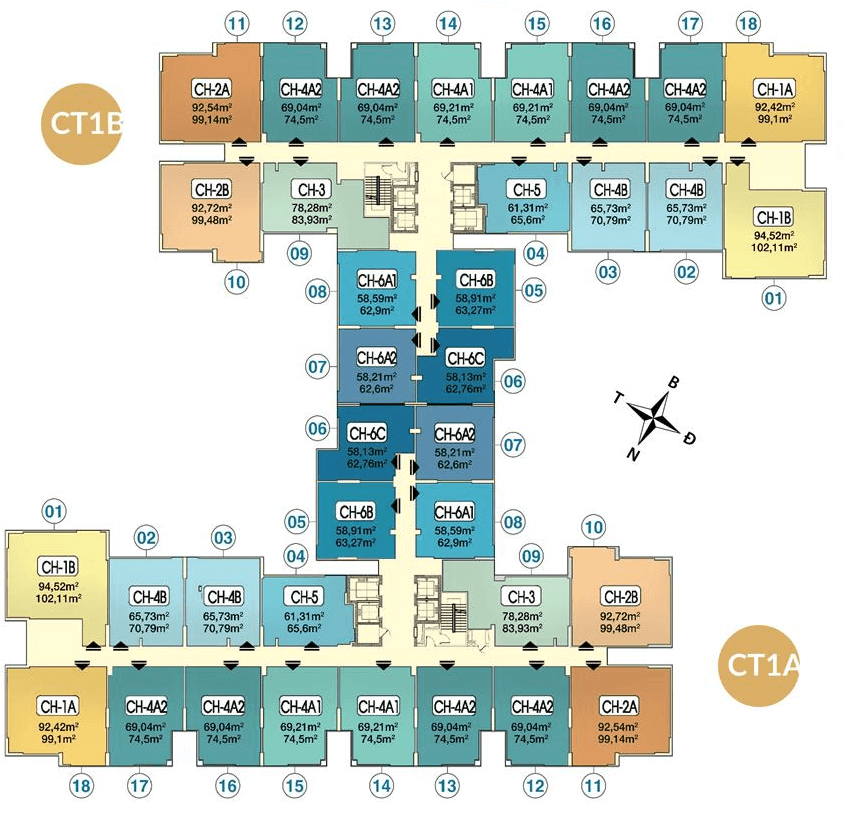 11 12 13 14 15 16 17 18
CT1B
CH-2A CH-4A2 CH-4A2 CH-4A1 CH-4A1 CH-4A2 CH-4A2 CH-1A
92,54m² 69,04m² 69,04m² 69,21m² 69,21m² 69,04m² 69,04m² 92,42m²
99,14m² 74,5m² 74,5m² 74,5m² 74,5m² 74,5m² 74,5m² 99,1m²
CH-2B CH-3 CH-5 CH-4B CH-4B CH-1B
92,72m² 78,28m² 61,31m² 65,73m² 65,73m² 94,52m²
99,48m² 83,93m² 65,6m² 70,79m² 70,79m² 102,11m²
10 09 04 03 02 01
08 CH-6A1 CH-6B 05
58,59m² 58,91m²
62,9m² 63,27m²
07 CH-6A2 CH-6C 06
58,21m² 58,13m²
62,6m² 62,76m²
T B
N Đ
06 CH-6C CH-6A2 07
58,13m² 58,21m²
62,76m² 62,6m²
05 CH-6B CH-6A1 08
58,91m² 58,59m²
63,27m² 62,9m²
01 02 03 04 09 10
CH-1B CH-4B CH-4B CH-5 CH-3 CH-2B
94,52m² 65,73m² 65,73m² 61,31m² 78,28m² 92,72m²
102,11m² 70,79m² 70,79m² 65,6m² 83,93m² 99,48m²
CT1A
CH-1A CH-4A2 CH-4A2 CH-4A1 CH-4A1 CH-4A2 CH-4A2 CH-2A
92,42m² 69,04m² 69,04m² 69,21m² 69,21m² 69,04m² 69,04m² 92,54m²
99,1m² 74,5m² 74,5m² 74,5m² 74,5m² 74,5m² 74,5m² 99,14m²
18 17 16 15 14 13 12 11